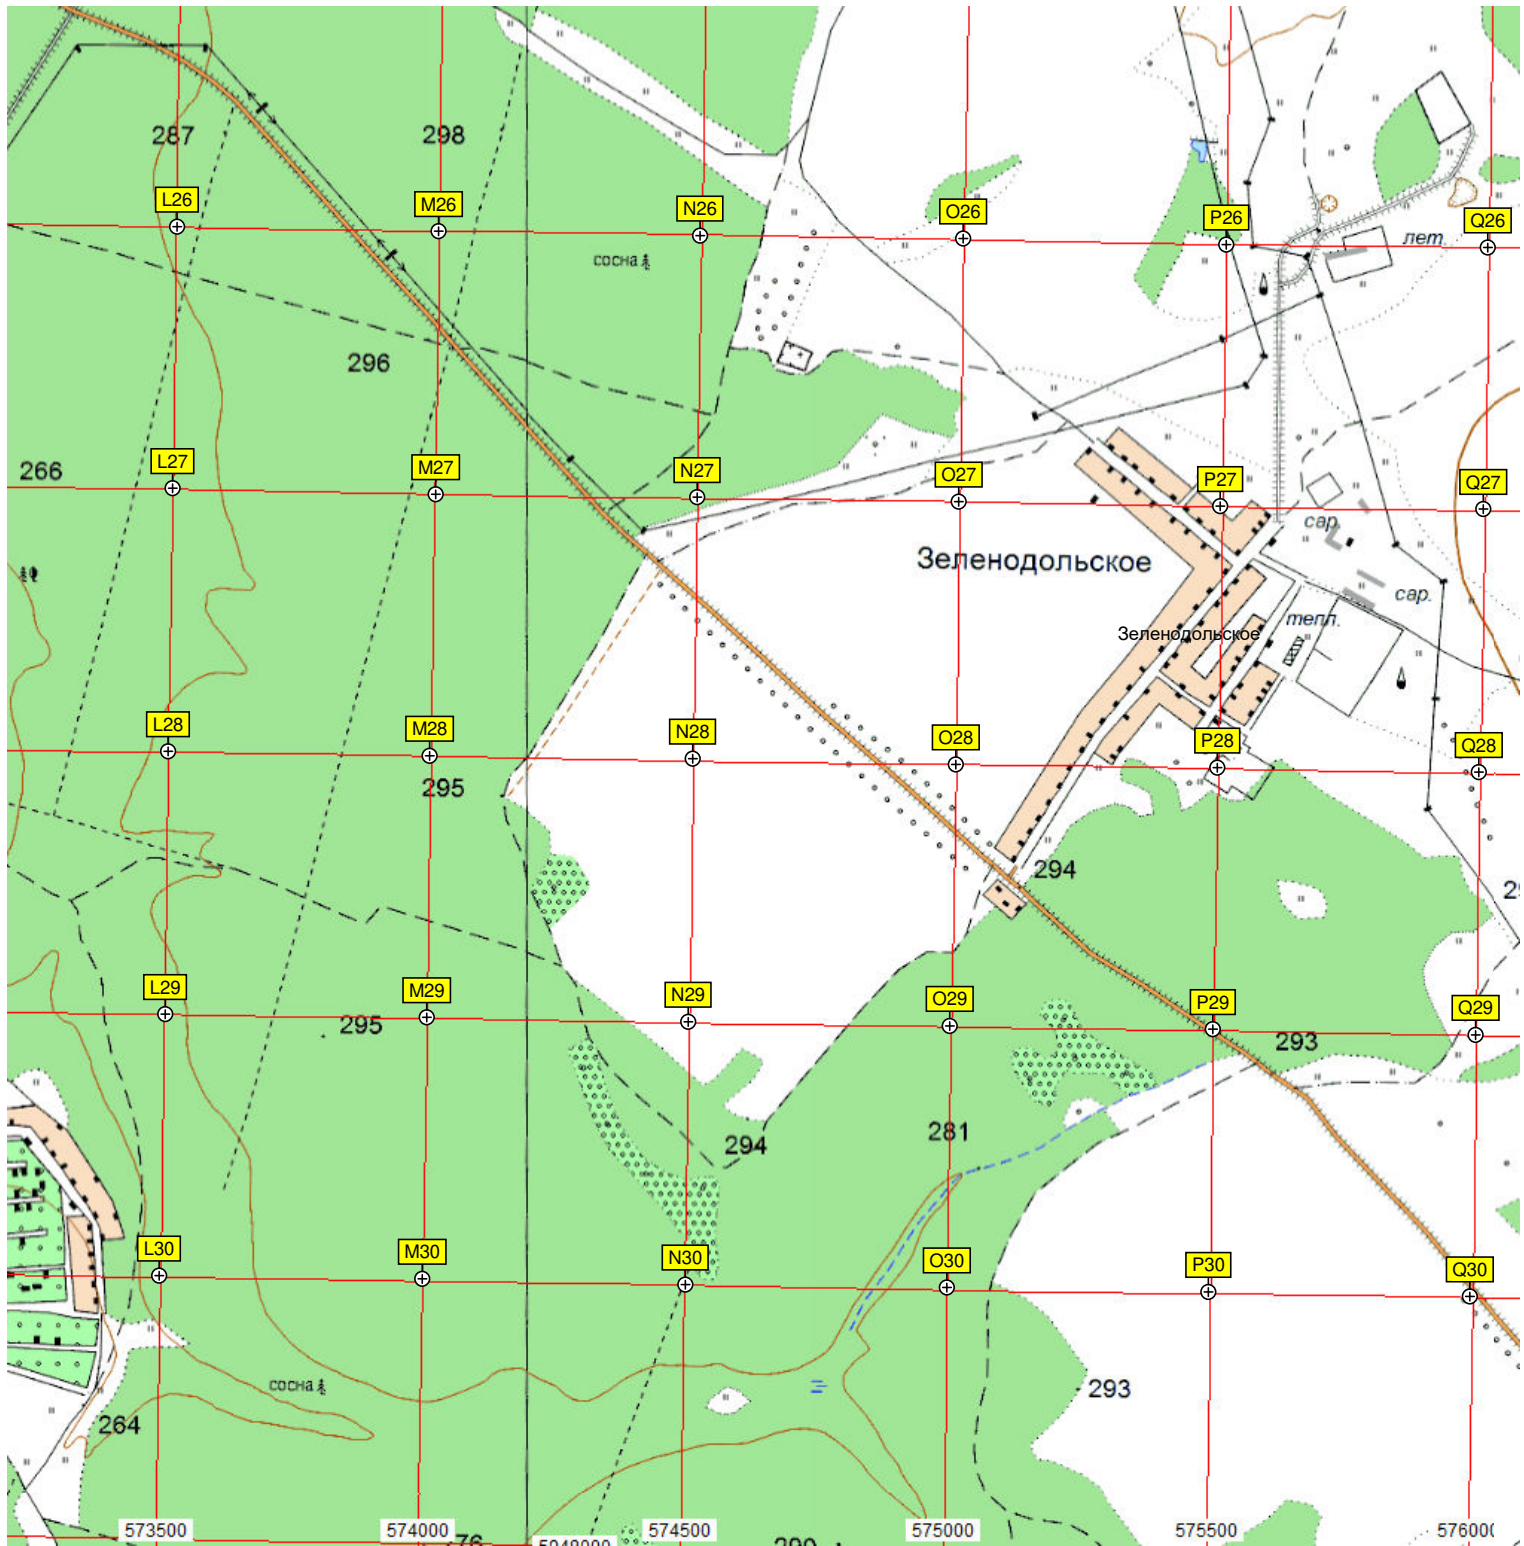 287
298
L26
M26
N26
O26
P26
Q26
лет.
сосна
296
266
L27
M27
N27
O27
P27
Q27
сар.
Зеленодольское
сар.
тепл.
Зеленодольское
L28
M28
N28
O28
P28
Q28
295
294
L29
M29
N29
O29
P29
Q29
295
293
281
294
L30
M30
N30
O30
P30
Q30
сосна
293
264
573500
574000
574500
575000
575500